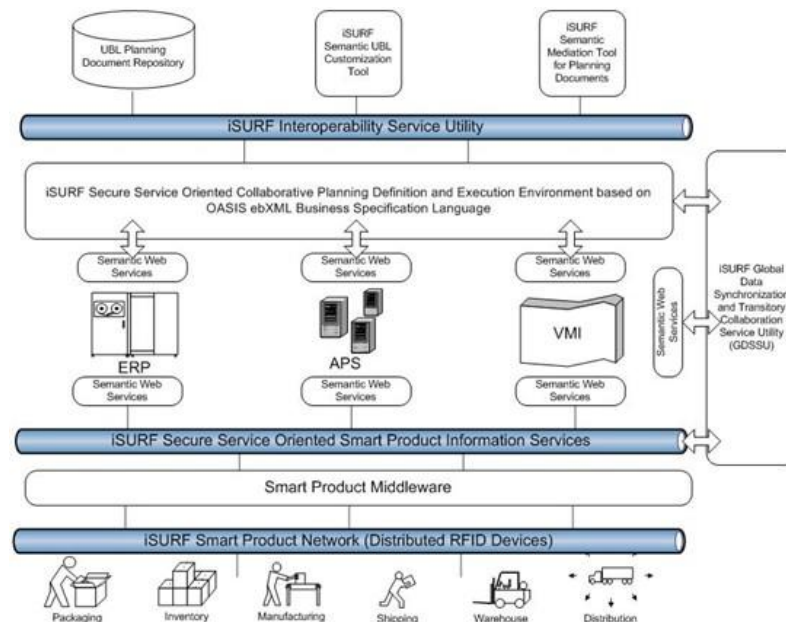 UBL Planning
Document Repository
iSURF
Semantic UBL
Customization
Tool
iSURF
Semantic
Mediation Tool
for Planning
Documents
iSURF Interoperability Service Utility
iSURF Secure Service Oriented Collaborative Planning Definition and Execution Environment based on
OASIS ebXML Business Specification Language
Semantic Web
Services
Semantic Web
Services
Semantic Web
Services
Semantic Web
Services
iSURF Global
Data
Synchronization
and Transitory
Collaboration
Service Utility
(GDSSU)
ERP
APS
VMI
Semantic Web
Services
Semantic Web
Services
Semantic Web
Services
iSURF Secure Service Oriented Smart Product Information Services
Smart Product Middleware
iSURF Smart Product Network (Distributed RFID Devices)
Packaging
Inventory
Manufacturing
Shipping
Warehouse
Distribution